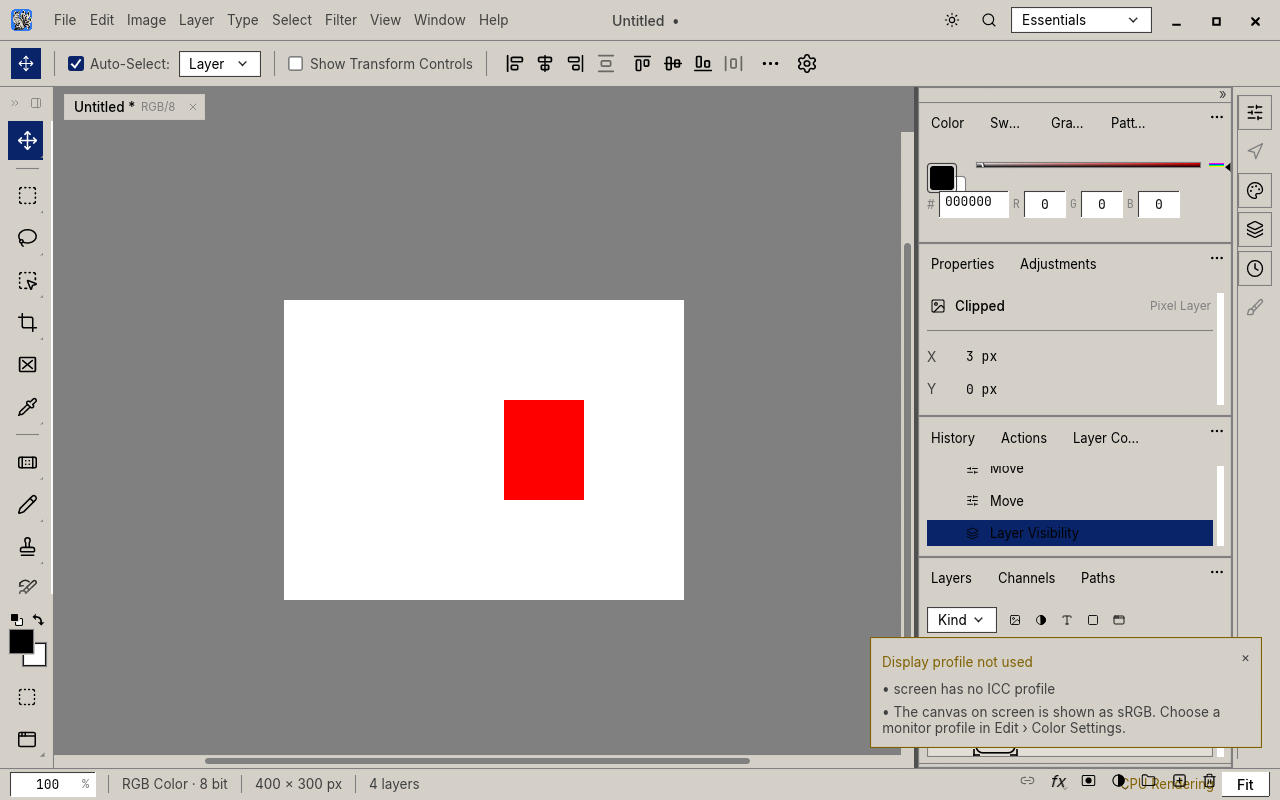 File Edit Image Layer Type Select Filter View Window Help
Untitled •
Essentials
Auto-Select: Layer
Show Transform Controls
Untitled * RGB/8 ×
Color Sw... Gra... Patt...
# 000000 R 0 G 0 B 0
Properties Adjustments
Clipped Pixel Layer
X 3 px
Y 0 px
History Actions Layer Co...
Move
Move
Layer Visibility
Layers Channels Paths
Kind
Display profile not used
• screen has no ICC profile
• The canvas on screen is shown as sRGB. Choose a
monitor profile in Edit › Color Settings.
100 % RGB Color · 8 bit 400 × 300 px 4 layers
fx CPU Rendering Fit